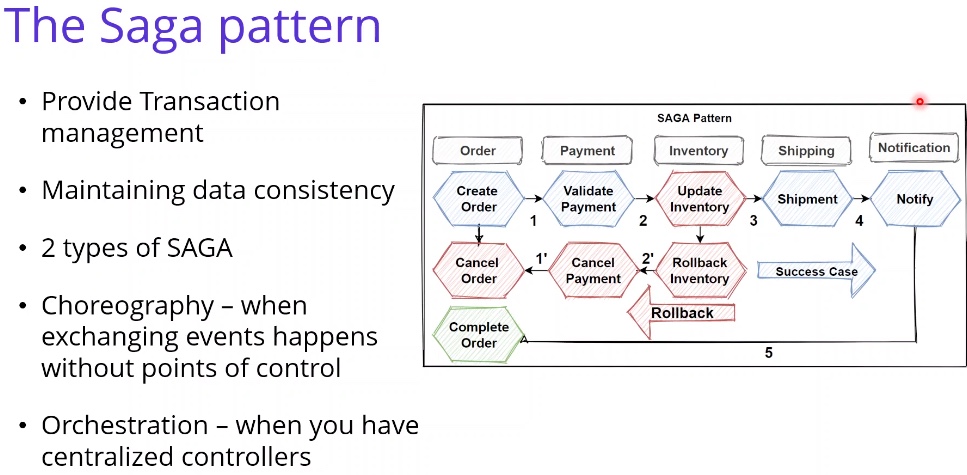 The Saga pattern
• Provide Transaction
management
• Maintaining data consistency
• 2 types of SAGA
• Choreography – when
exchanging events happens
without points of control
• Orchestration – when you have
centralized controllers
SAGA Pattern
Order
Payment
Inventory
Shipping
Notification
Create
Order
1
Validate
Payment
2
Update
Inventory
3
Shipment
4
Notify
Cancel
Order
1'
Cancel
Payment
2'
Rollback
Inventory
Success Case
Rollback
Complete
Order
5